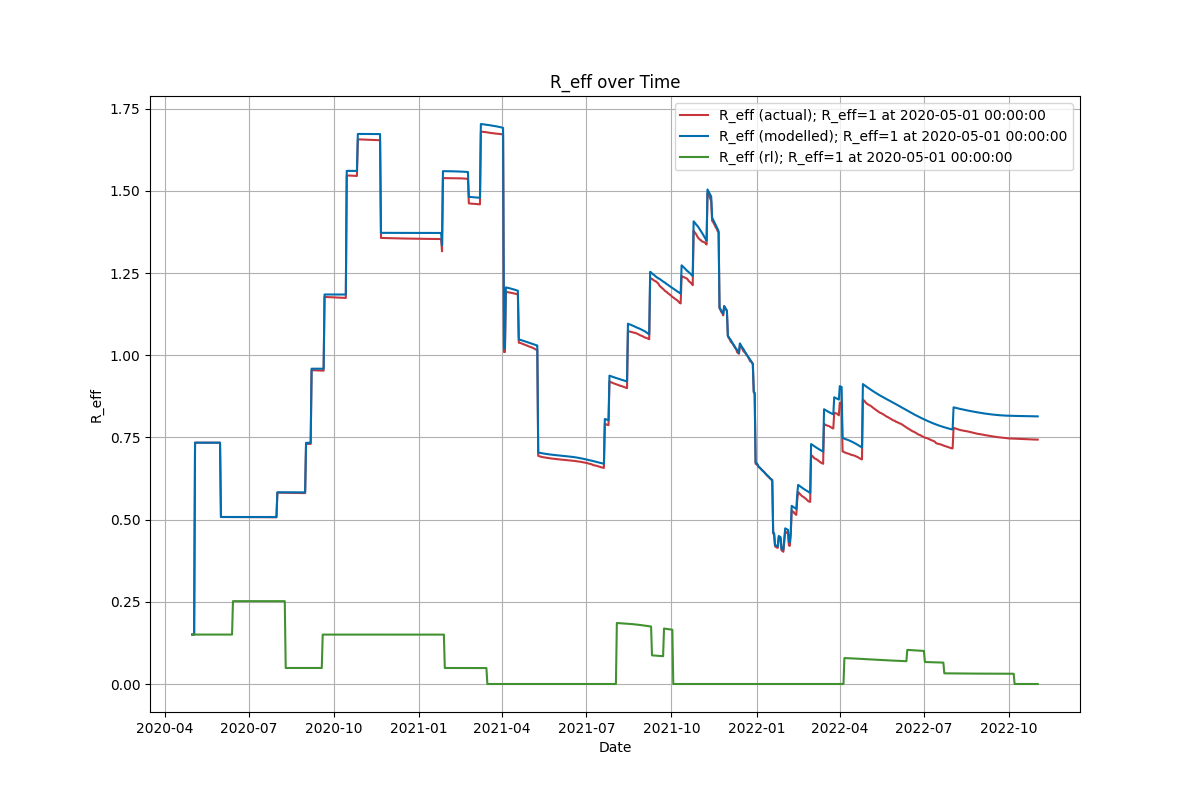 R_eff over Time
R_eff (actual); R_eff=1 at 2020-05-01 00:00:00
R_eff (modelled); R_eff=1 at 2020-05-01 00:00:00
R_eff (rl); R_eff=1 at 2020-05-01 00:00:00
R_eff
1.75
1.50
1.25
1.00
0.75
0.50
0.25
0.00
2020-04 2020-07 2020-10 2021-01 2021-04 2021-07 2021-10 2022-01 2022-04 2022-07 2022-10
Date